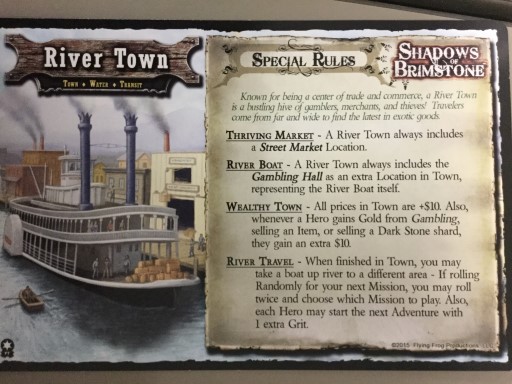 River Town
Town ♦ Water ♦ Transit
Special Rules
Shadows of Brimstone
Known for being a center of trade and commerce, a River Town
is a bustling hive of gamblers, merchants, and thieves! Travelers
come from far and wide to find the latest in exotic goods.
Thriving Market - A River Town always includes
a Street Market Location.
River Boat - A River Town always includes the
Gambling Hall as an extra Location in Town,
representing the River Boat itself.
Wealthy Town - All prices in Town are +$10. Also,
whenever a Hero gains Gold from Gambling,
selling an Item, or selling a Dark Stone shard,
they gain an extra $10.
River Travel - When finished in Town, you may
take a boat up river to a different area - If rolling
Randomly for your next Mission, you may roll
twice and choose which Mission to play. Also,
each Hero may start the next Adventure with
1 extra Grit.
©2015 Flying Frog Productions